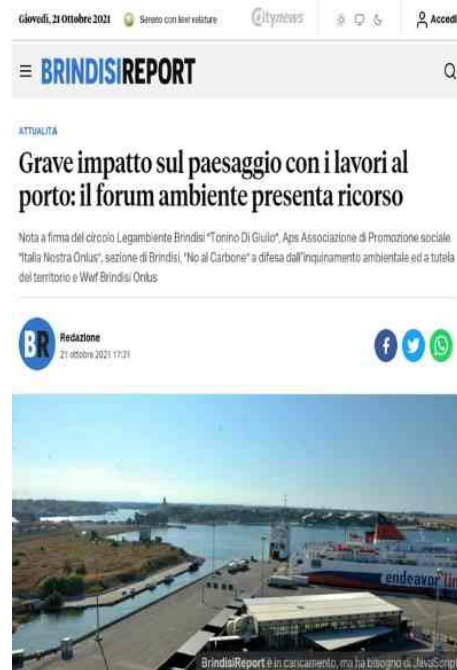 Giovedì, 21 Ottobre 2021 Sereno con lievi velature citynews Accedi
BRINDISIREPORT
ATTUALITÀ
Grave impatto sul paesaggio con i lavori al
porto: il forum ambiente presenta ricorso
Nota a firma del circolo Legambiente Brindisi "Tonino Di Giulio", Aps Associazione di Promozione sociale
"Italia Nostra Onlus", sezione di Brindisi, "No al Carbone" a difesa dall'inquinamento ambientale ed a tutela
del territorio e Wwf Brindisi Onlus
BR
Redazione
21 ottobre 2021 17:31
endeavor lin
BrindisiReport è in caricamento, ma ha bisogno di JavaScrip